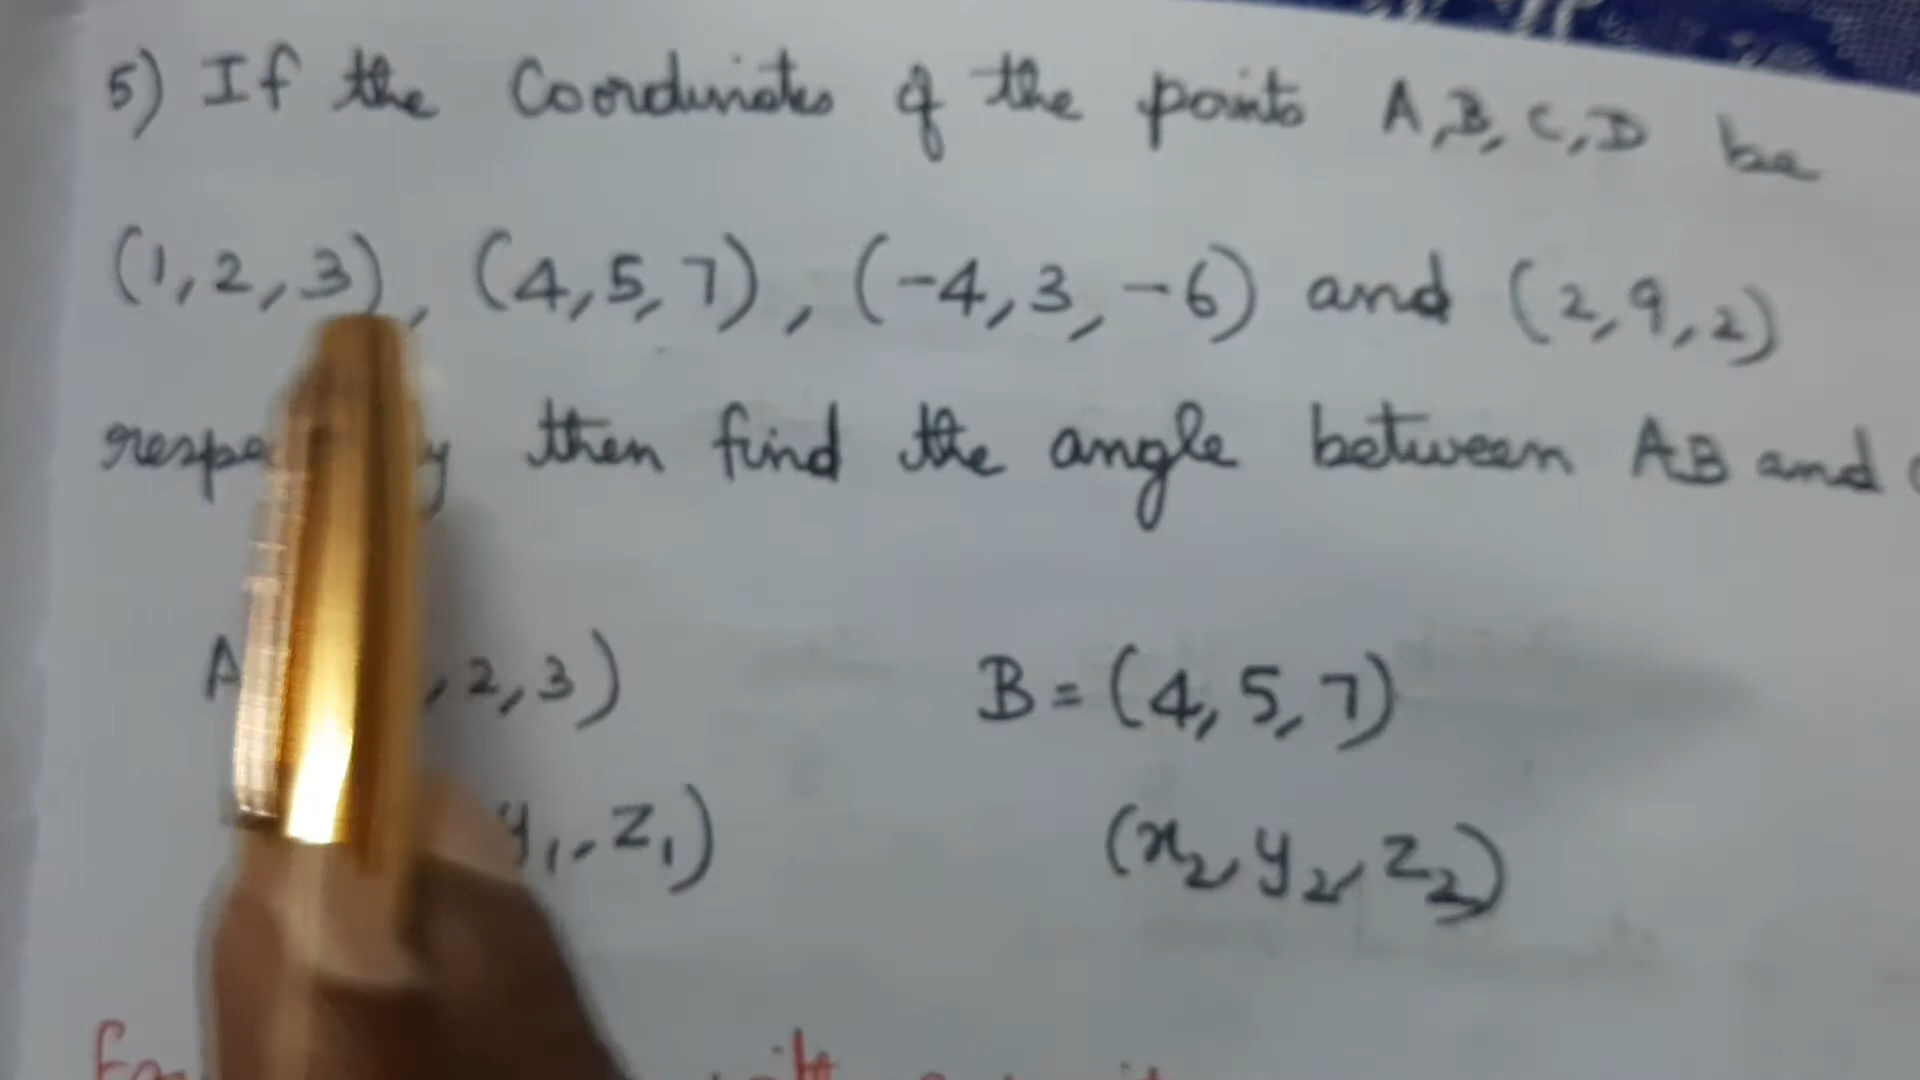 5) If the Coordinates of the points A, B, C, D be
(1, 2, 3), (4, 5, 7), (-4, 3, -6) and (2, 9, 2)
then find the angle between AB and
A , 2, 3) B = (4, 5, 7)
y₁, z₁) (x₂, y₂, z₂)